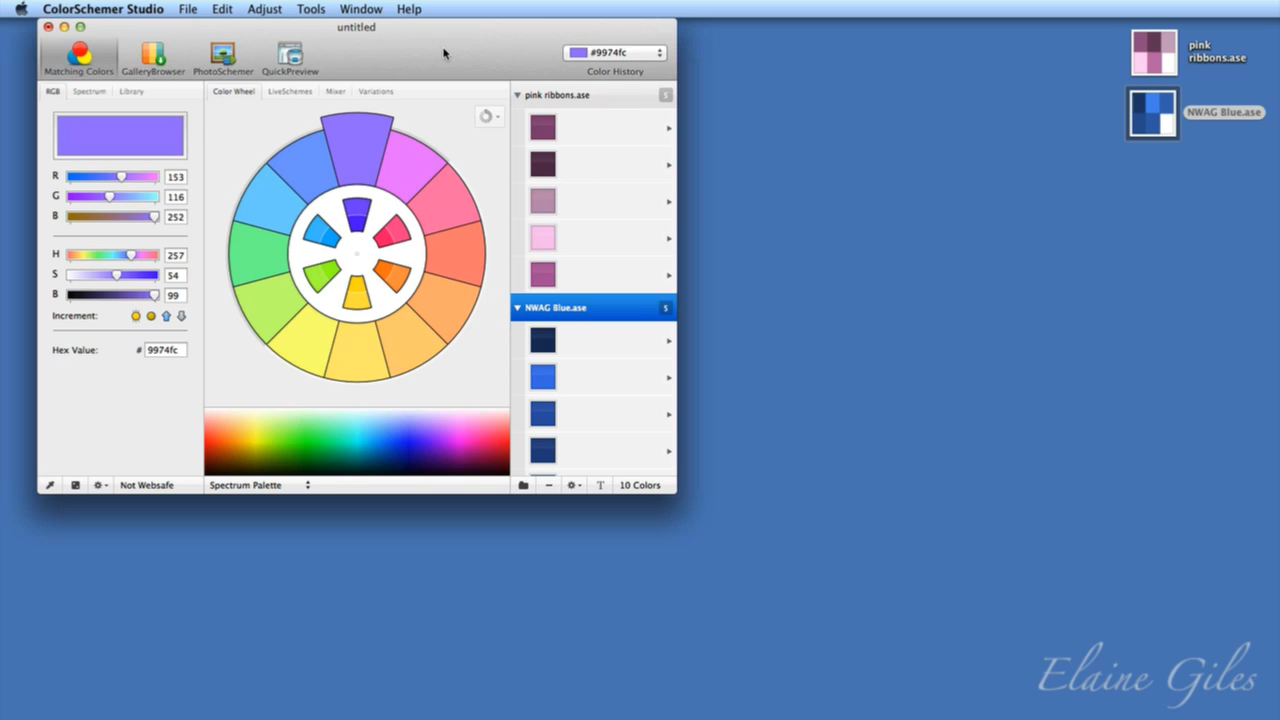 ColorSchemer Studio File Edit Adjust Tools Window Help
untitled
Matching Colors GalleryBrowser PhotoSchemer QuickPreview
#9974fc
Color History
RGB Spectrum Library
Color Wheel LiveSchemes Mixer Variations
R 153
G 116
B 252
H 257
S 54
B 99
Increment:
Hex Value: # 9974fc
Not Websafe
Spectrum Palette
pink ribbons.ase 5
NWAG Blue.ase 5
T 10 Colors
pink
ribbons.ase
NWAG Blue.ase
Elaine Giles